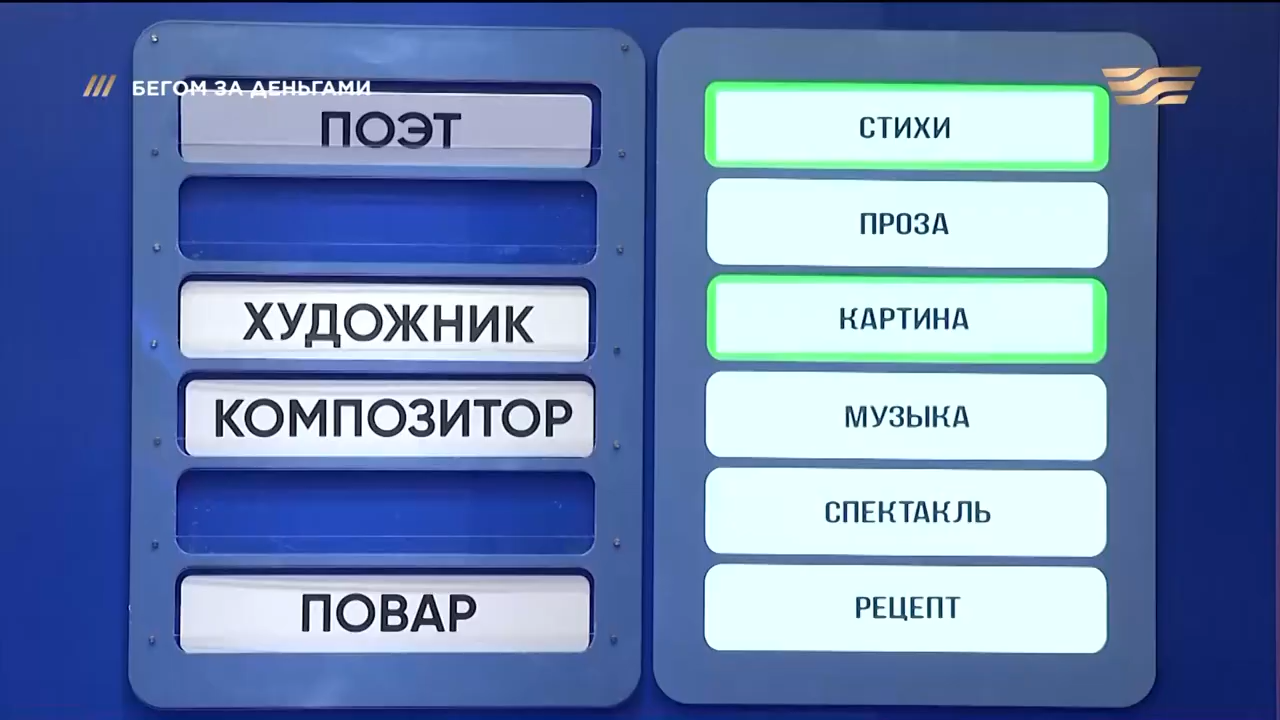 /// БЕГОМ ЗА ДЕНЬГАМИ
ПОЭТ
ХУДОЖНИК
КОМПОЗИТОР
ПОВАР
СТИХИ
ПРОЗА
КАРТИНА
МУЗЫКА
СПЕКТАКЛЬ
РЕЦЕПТ